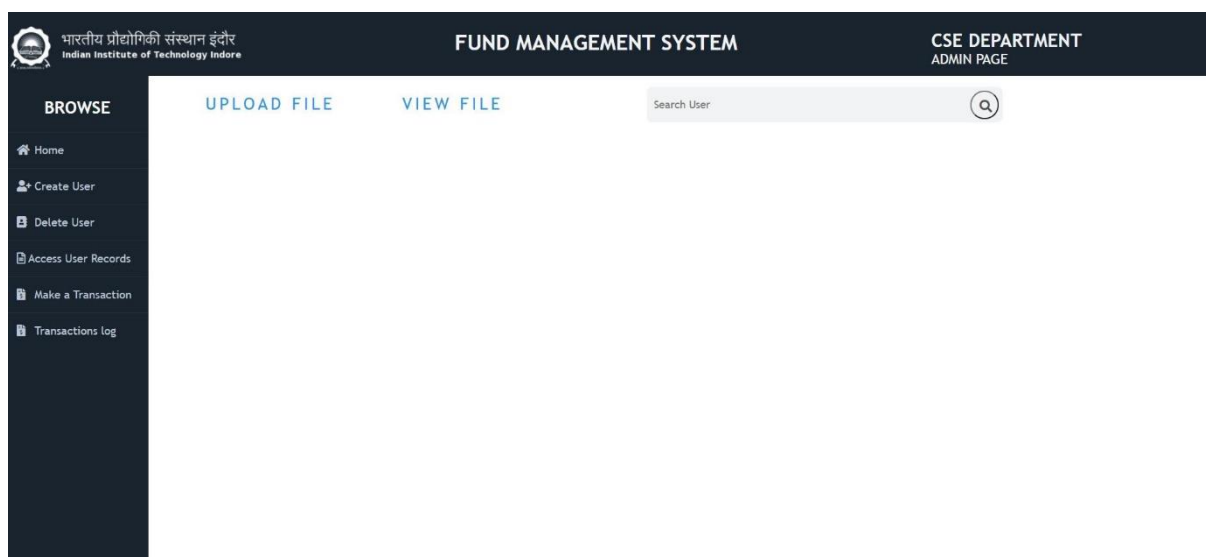 भारतीय प्रौद्योगिकी संस्थान इंदौर
Indian Institute of Technology Indore
FUND MANAGEMENT SYSTEM
CSE DEPARTMENT
ADMIN PAGE
BROWSE
Home
Create User
Delete User
Access User Records
Make a Transaction
Transactions log
UPLOAD FILE
VIEW FILE
Search User